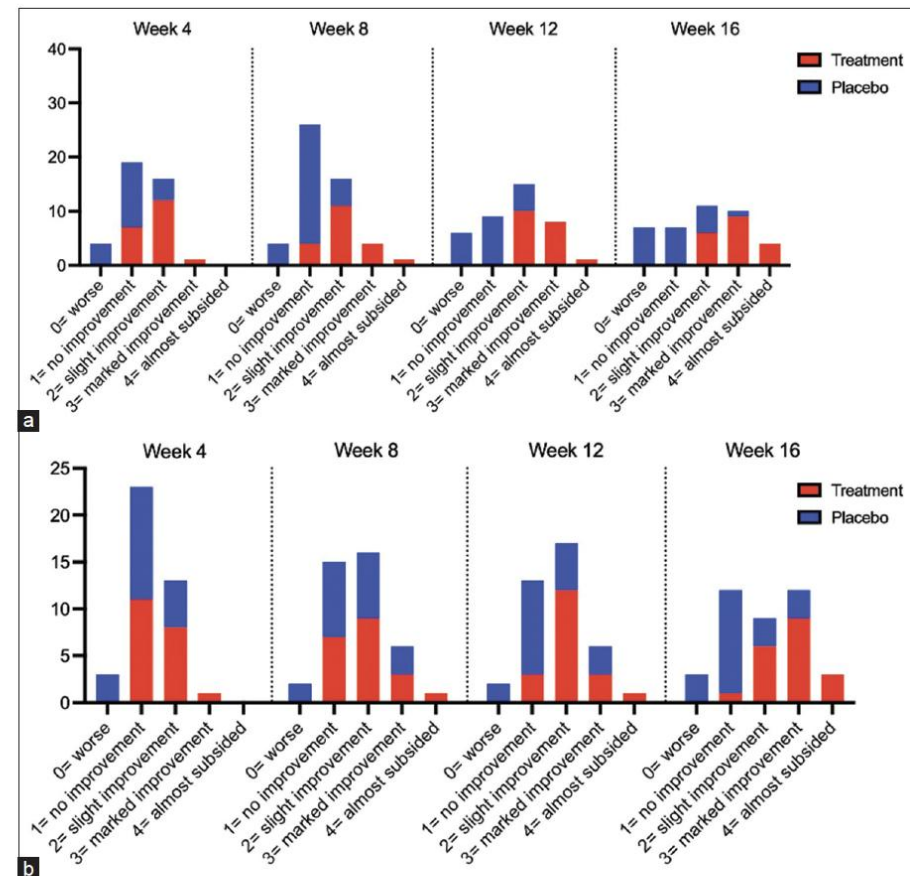 Week 4 Week 8 Week 12 Week 16
40
30
20
10
0
Treatment
Placebo
0= worse
1= no improvement
2= slight improvement
3= marked improvement
4= almost subsided
0= worse
1= no improvement
2= slight improvement
3= marked improvement
4= almost subsided
0= worse
1= no improvement
2= slight improvement
3= marked improvement
4= almost subsided
0= worse
1= no improvement
2= slight improvement
3= marked improvement
4= almost subsided
a
Week 4 Week 8 Week 12 Week 16
25
20
15
10
5
0
Treatment
Placebo
0= worse
1= no improvement
2= slight improvement
3= marked improvement
4= almost subsided
0= worse
1= no improvement
2= slight improvement
3= marked improvement
4= almost subsided
0= worse
1= no improvement
2= slight improvement
3= marked improvement
4= almost subsided
0= worse
1= no improvement
2= slight improvement
3= marked improvement
4= almost subsided
b